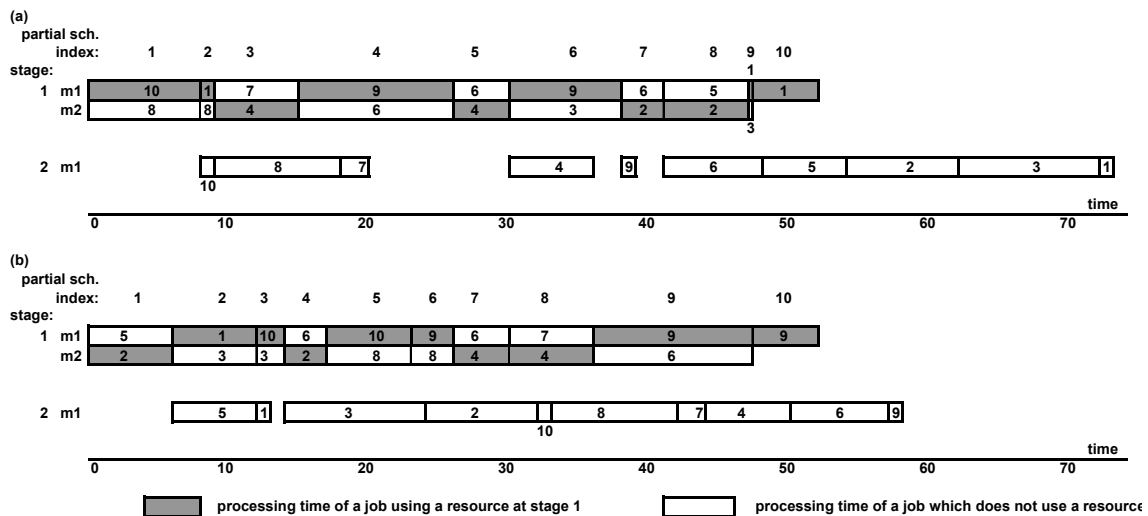 (a)
partial sch.
index: 1 2 3 4 5 6 7 8 9 10
stage: 1
1 m1 10 1 7 9 6 9 6 5 1
m2 8 8 4 6 4 3 2 2
3
2 m1 8 7 4 9 6 5 2 3 1
10
time
0 10 20 30 40 50 60 70
(b)
partial sch.
index: 1 2 3 4 5 6 7 8 9 10
stage:
1 m1 5 1 10 6 10 9 6 7 9 9
m2 2 3 3 2 8 8 4 4 6
2 m1 5 1 3 2 8 7 4 6 9
10
time
0 10 20 30 40 50 60 70
processing time of a job using a resource at stage 1 processing time of a job which does not use a resource